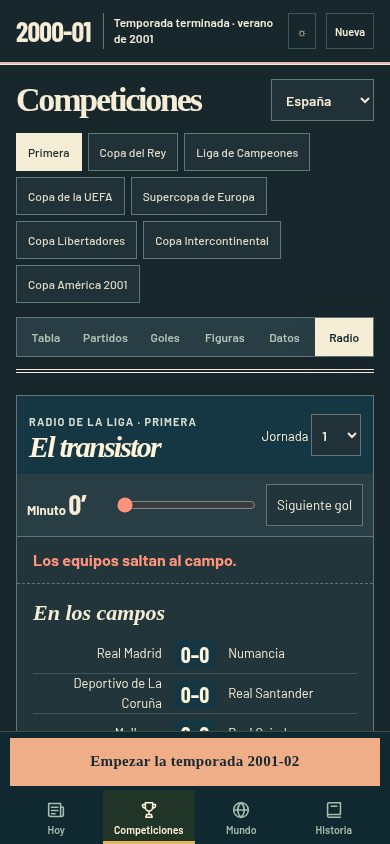 2000-01
Temporada terminada · verano
de 2001
Nueva
Competiciones
España
Primera
Copa del Rey
Liga de Campeones
Copa de la UEFA
Supercopa de Europa
Copa Libertadores
Copa Intercontinental
Copa América 2001
Tabla
Partidos
Goles
Figuras
Datos
Radio
RADIO DE LA LIGA · PRIMERA
El transistor
Jornada
1
Minuto 0′
Siguiente gol
Los equipos saltan al campo.
En los campos
Real Madrid 0–0 Numancia
Deportivo de La
Coruña
0–0 Real Santander
Empezar la temporada 2001-02
Hoy
Competiciones
Mundo
Historia